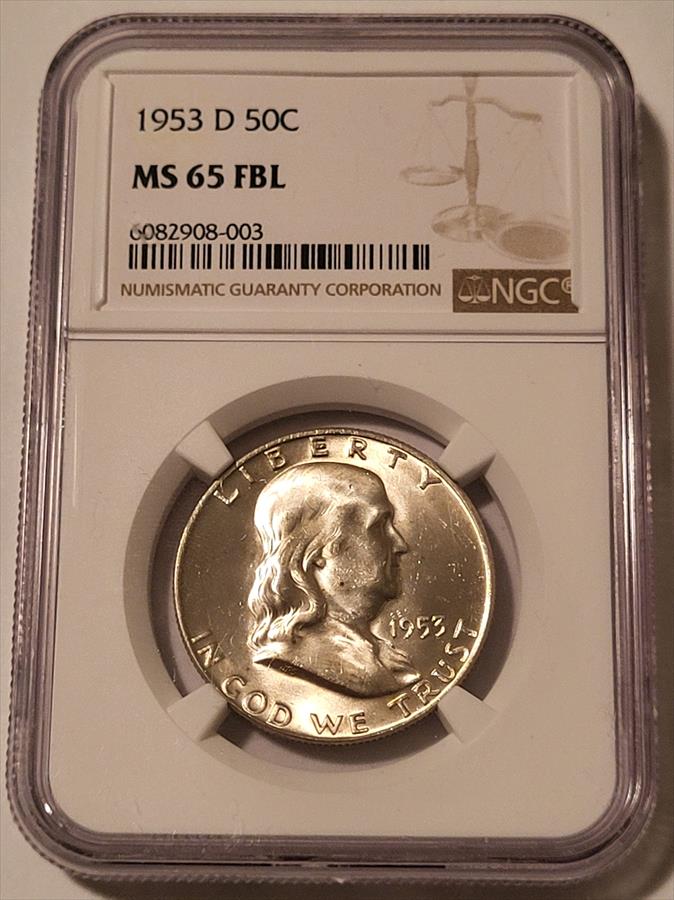 1953 D 50C
MS 65 FBL
6082908-003
NUMISMATIC GUARANTY CORPORATION
NGC®
LIBERTY
1953
IN GOD WE TRUST